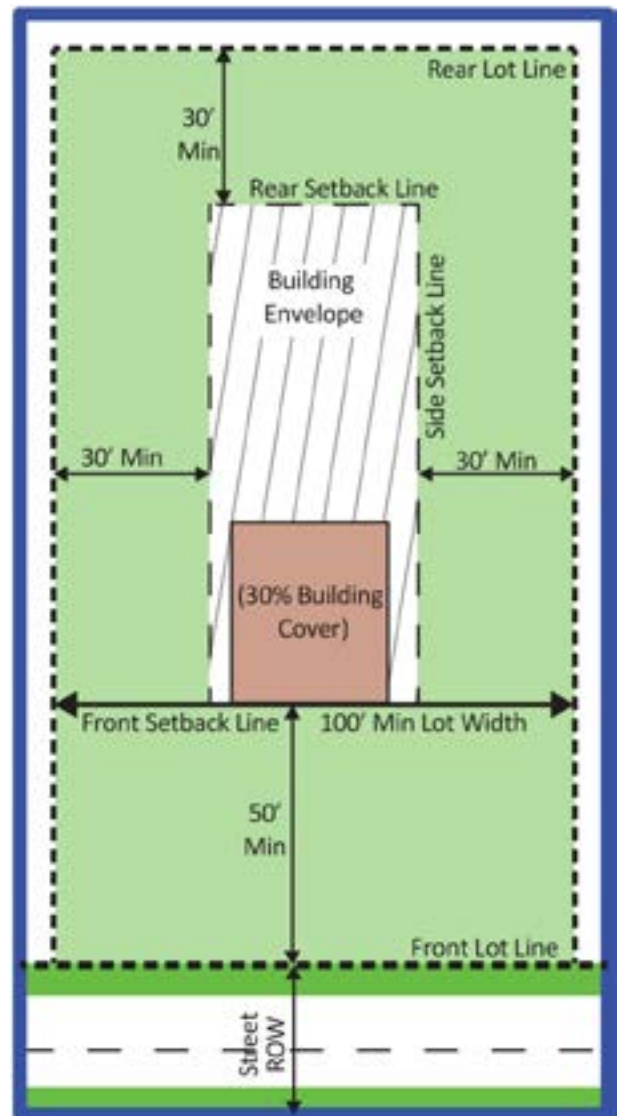 Rear Lot Line
30′
Min
Rear Setback Line
Building
Envelope
Side Setback Line
30′ Min
30′ Min
(30% Building
Cover)
Front Setback Line
100′ Min Lot Width
50′
Min
Front Lot Line
Street
ROW